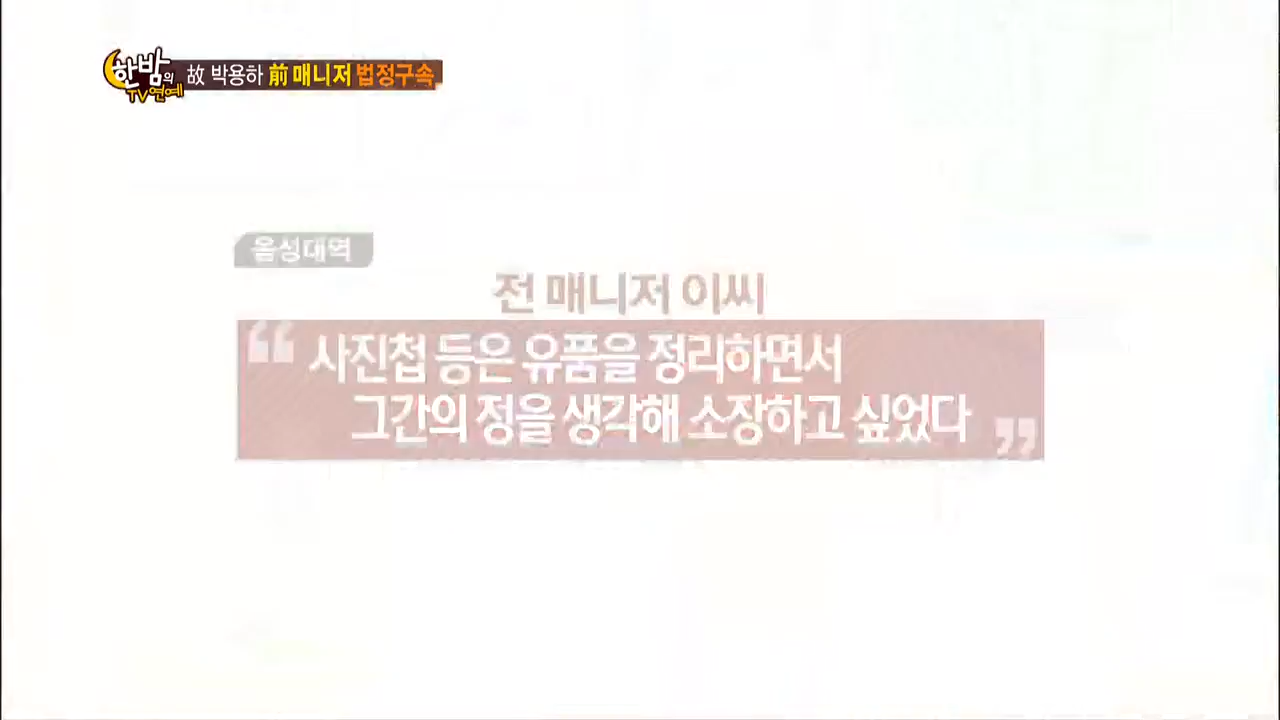 한밤의
TV연예
故 박용하 前 매니저 법정구속
음성대역
전 매니저 이씨
“사진첩 등은 유품을 정리하면서
그간의 정을 생각해 소장하고 싶었다”